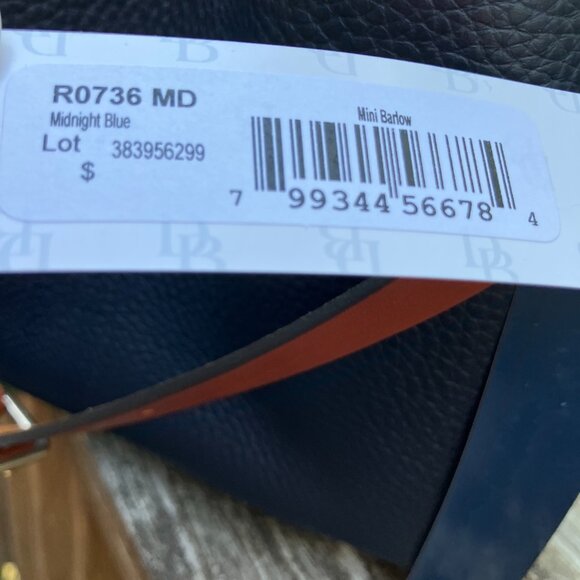 R0736 MD
Midnight Blue
Lot 383956299
$
Mini Barlow
7 99344 56678 4